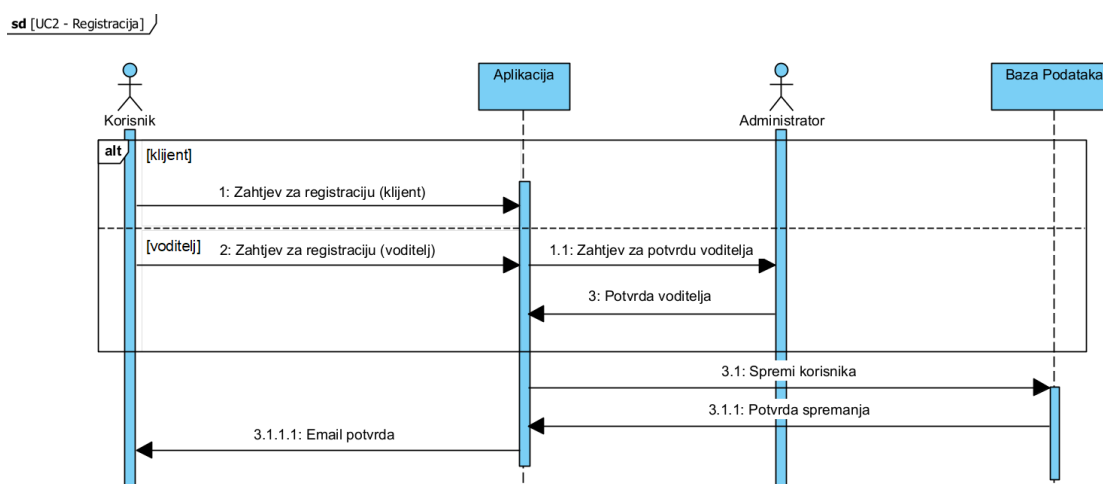 sd [UC2 - Registracija]
Korisnik
Aplikacija
Administrator
Baza Podataka
alt
[klijent]
1: Zahtjev za registraciju (klijent)
[voditelj]
2: Zahtjev za registraciju (voditelj)
1.1: Zahtjev za potvrdu voditelja
3: Potvrda voditelja
3.1: Spremi korisnika
3.1.1: Potvrda spremanja
3.1.1.1: Email potvrda